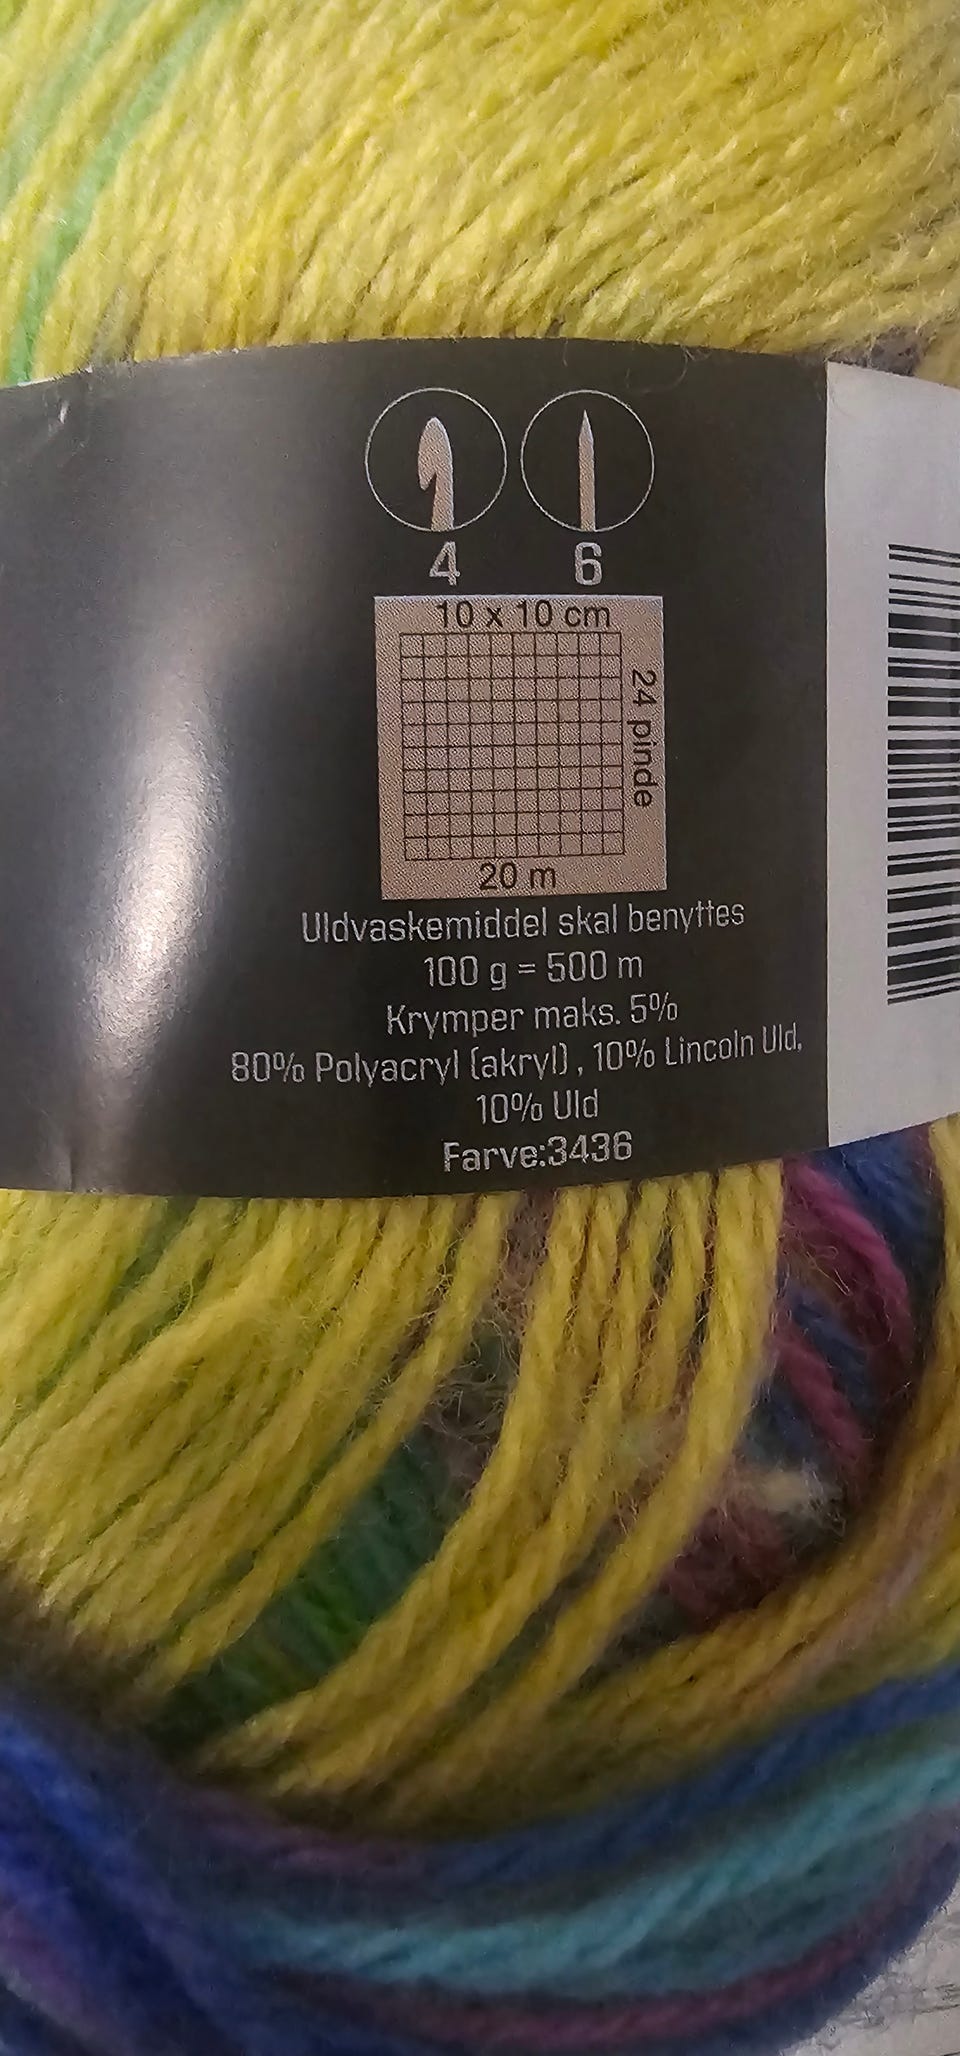 4 6
10 x 10 cm
24 pinde
20 m
Uldvaskemiddel skal benyttes
100 g = 500 m
Krymper maks. 5%
80% Polyacryl (akryl) , 10% Lincoln Uld,
10% Uld
Farve:3436